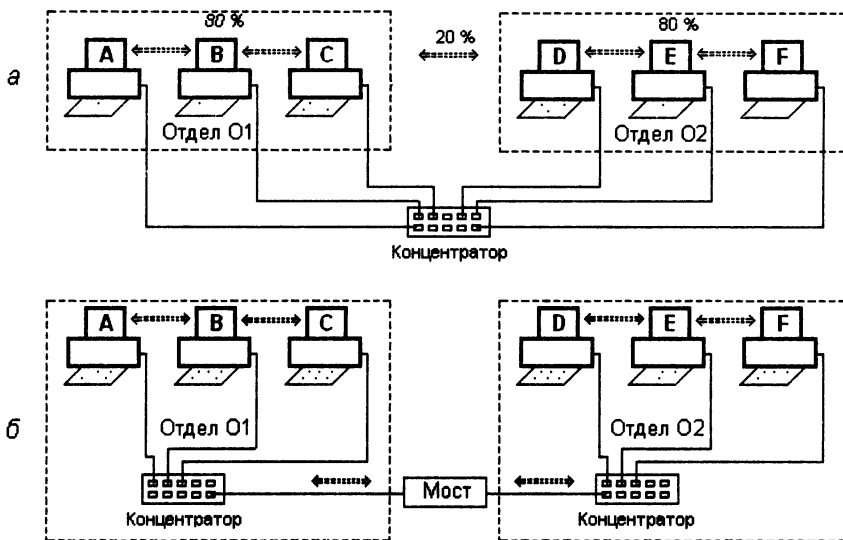 80 %
20 %
80 %
а
A B C
D E F
Отдел О1
Отдел О2
Концентратор
A B C
D E F
б
Отдел О1
Отдел О2
Мост
Концентратор
Концентратор